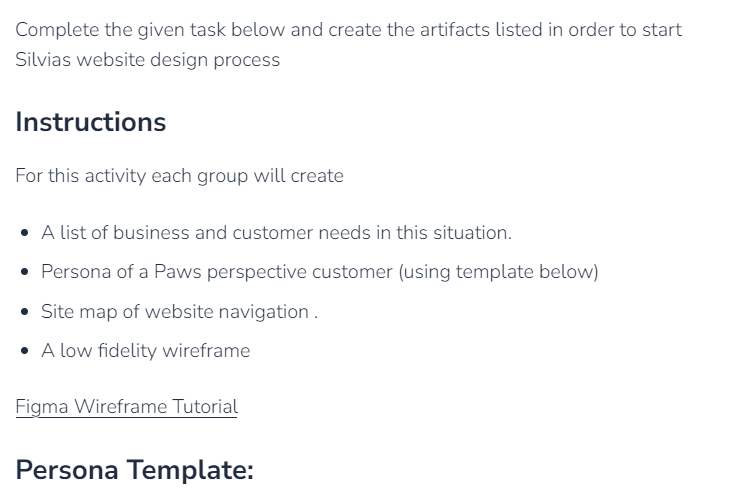 Complete the given task below and create the artifacts listed in order to start
Silvias website design process
Instructions
For this activity each group will create
A list of business and customer needs in this situation.
Persona of a Paws perspective customer (using template below)
Site map of website navigation .
A low fidelity wireframe
Figma Wireframe Tutorial
Persona Template: